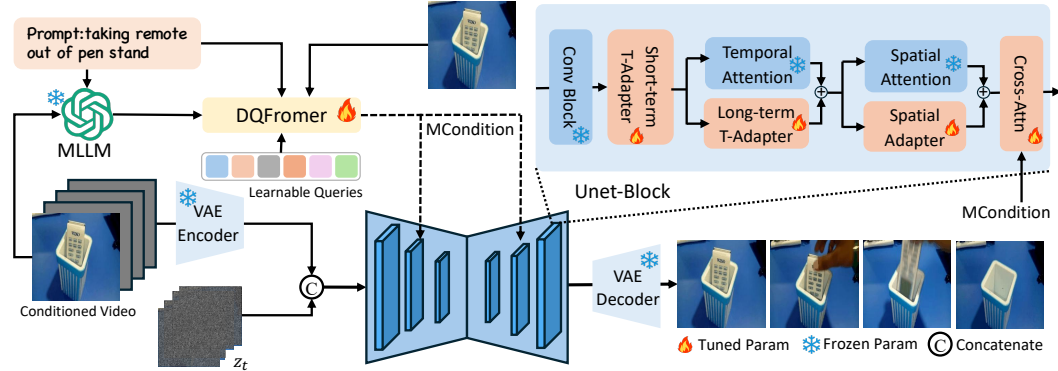 Prompt:taking remote
out of pen stand
MLLM
DQFromer
MCondition
Learnable Queries
VAE
Encoder
Conditioned Video
z_t
C
VAE
Decoder
Unet-Block
Conv Block
Short-term
T-Adapter
Temporal
Attention
Long-term
T-Adapter
Spatial
Attention
Spatial
Adapter
Cross-Attn
MCondition
Tuned Param
Frozen Param
C Concatenate